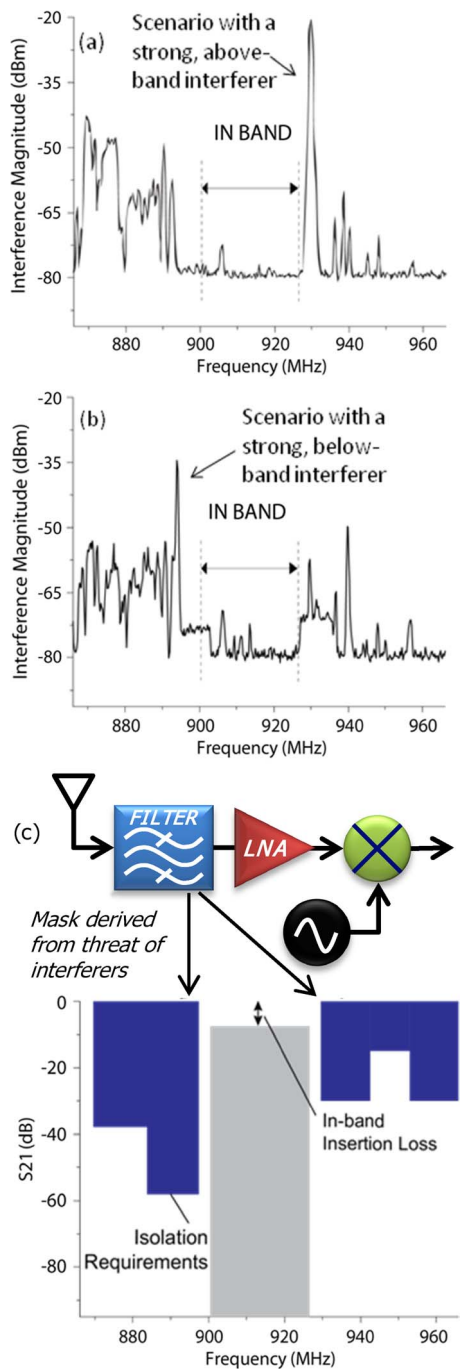 (a)
Scenario with a
strong, above-
band interferer
IN BAND
Interference Magnitude (dBm)
-20
-35
-50
-65
-80
880
900
920
940
960
Frequency (MHz)
(b)
Scenario with a
strong, below-
band interferer
IN BAND
Interference Magnitude (dBm)
-20
-35
-50
-65
-80
880
900
920
940
960
Frequency (MHz)
(c)
FILTER
LNA
Mask derived
from threat of
interferers
S21 (dB)
0
-20
-40
-60
-80
In-band
Insertion Loss
Isolation
Requirements
880
900
920
940
960
Frequency (MHz)